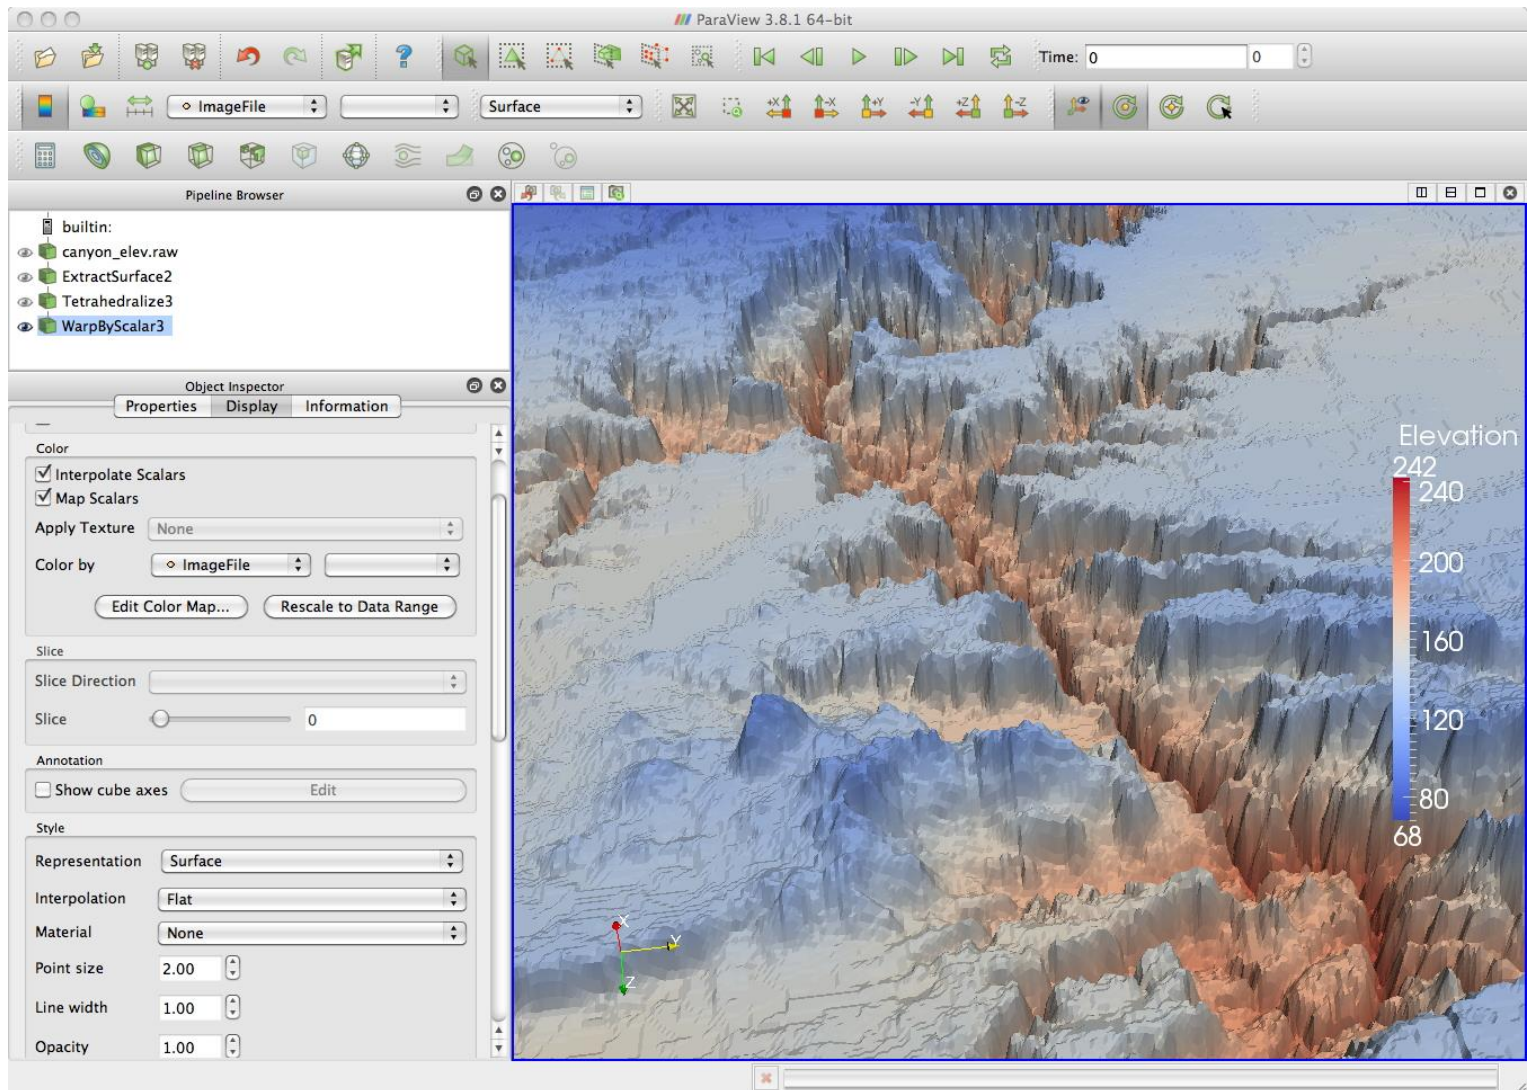 ParaView 3.8.1 64-bit
Time: 0 0
ImageFile Surface
+X -X +Y -Y +Z -Z
Pipeline Browser
builtin:
canyon_elev.raw
ExtractSurface2
Tetrahedralize3
WarpByScalar3
Object Inspector
Properties Display Information
Color
Interpolate Scalars
Map Scalars
Apply Texture None
Color by ImageFile
Edit Color Map... Rescale to Data Range
Slice
Slice Direction
Slice 0
Annotation
Show cube axes Edit
Style
Representation Surface
Interpolation Flat
Material None
Point size 2.00
Line width 1.00
Opacity 1.00
Elevation
242
240
200
160
120
80
68
X
Y
Z